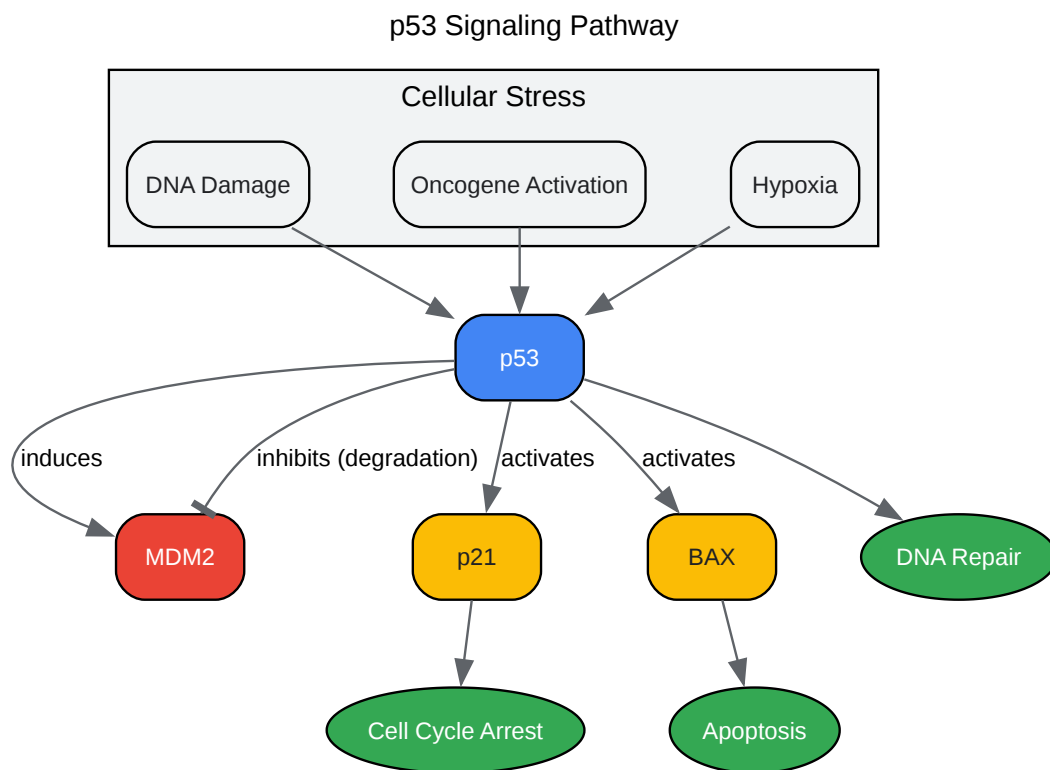 p53 Signaling Pathway
Cellular Stress
DNA Damage
Oncogene Activation
Hypoxia
p53
induces
inhibits (degradation)
activates
activates
MDM2
p21
BAX
DNA Repair
Cell Cycle Arrest
Apoptosis